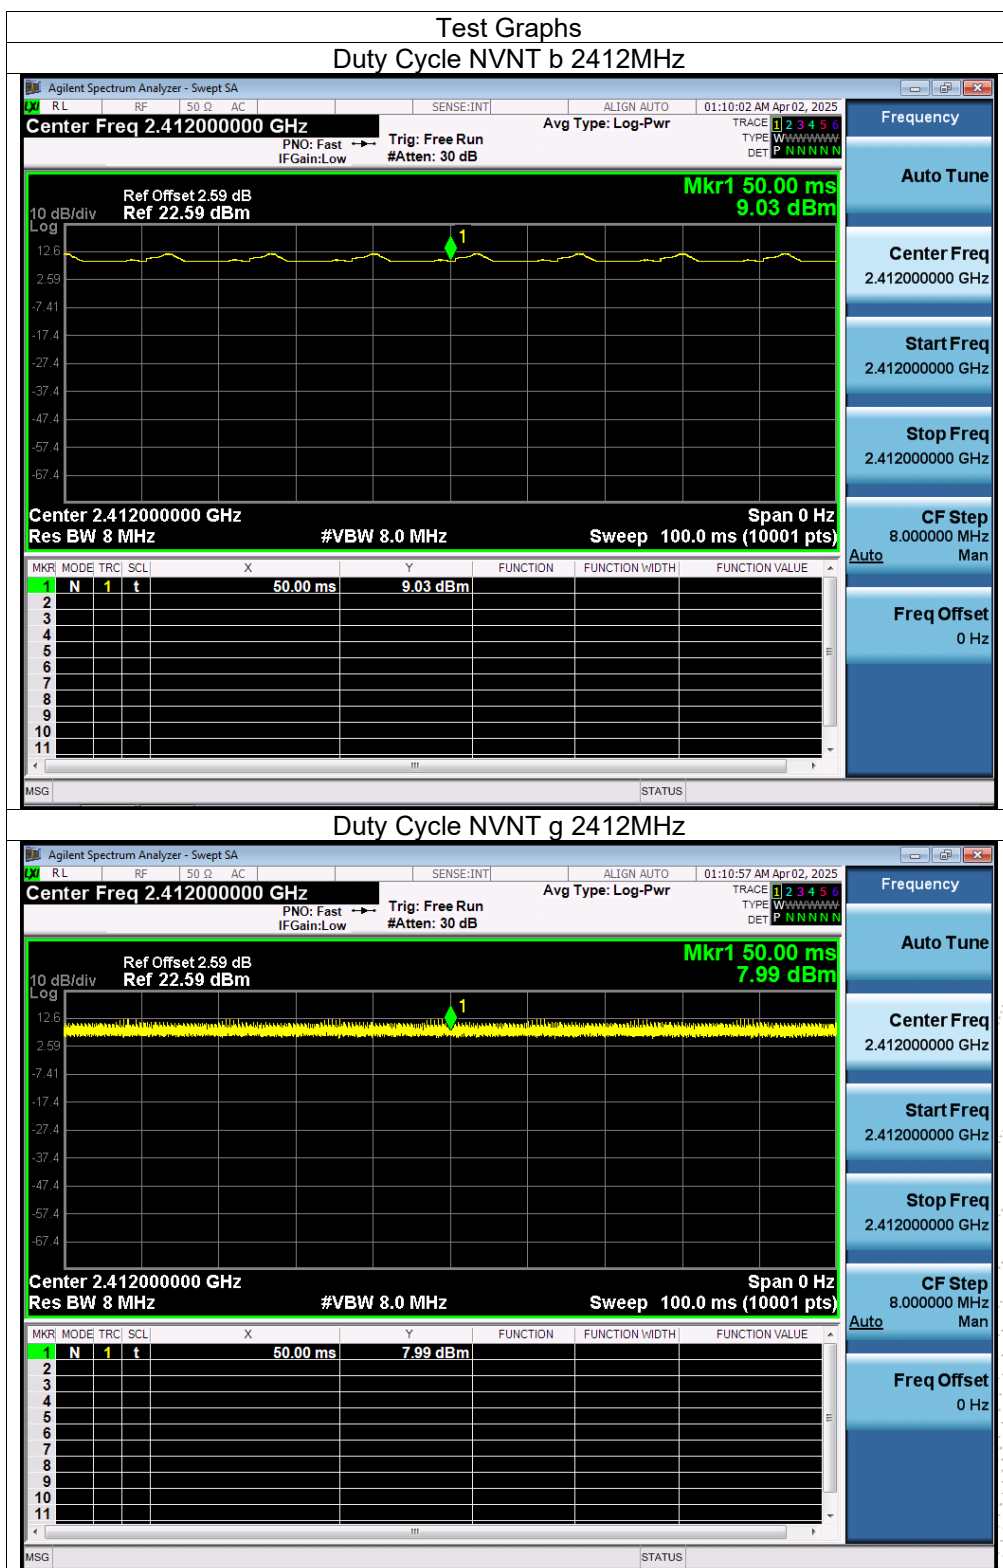 Test Graphs
Duty Cycle NVNT b 2412MHz
Agilent Spectrum Analyzer - Swept SA
LXI RL RF 50 Ω AC SENSE:INT ALIGN AUTO 01:10:02 AM Apr 02, 2025
Center Freq 2.412000000 GHz Avg Type: Log-Pwr TRACE 1 2 3 4 5 6
PNO: Fast Trig: Free Run TYPE WWWWWWW
IFGain:Low #Atten: 30 dB DET P N N N N N
Frequency
Ref Offset 2.59 dB Mkr1 50.00 ms
10 dB/div Ref 22.59 dBm 9.03 dBm
Log
1
12.6
2.59
-7.41
-17.4
-27.4
-37.4
-47.4
-57.4
-67.4
Center 2.412000000 GHz Span 0 Hz
Res BW 8 MHz #VBW 8.0 MHz Sweep 100.0 ms (10001 pts)
MKR MODE TRC SCL X Y FUNCTION FUNCTION WIDTH FUNCTION VALUE
1 N 1 t 50.00 ms 9.03 dBm
2
3
4
5
6
7
8
9
10
11
MSG STATUS
Auto Tune
Center Freq
2.412000000 GHz
Start Freq
2.412000000 GHz
Stop Freq
2.412000000 GHz
CF Step
8.000000 MHz
Auto Man
Freq Offset
0 Hz
Duty Cycle NVNT g 2412MHz
Agilent Spectrum Analyzer - Swept SA
LXI RL RF 50 Ω AC SENSE:INT ALIGN AUTO 01:10:57 AM Apr 02, 2025
Center Freq 2.412000000 GHz Avg Type: Log-Pwr TRACE 1 2 3 4 5 6
PNO: Fast Trig: Free Run TYPE WWWWWWW
IFGain:Low #Atten: 30 dB DET P N N N N N
Frequency
Ref Offset 2.59 dB Mkr1 50.00 ms
10 dB/div Ref 22.59 dBm 7.99 dBm
Log
1
12.6
2.59
-7.41
-17.4
-27.4
-37.4
-47.4
-57.4
-67.4
Center 2.412000000 GHz Span 0 Hz
Res BW 8 MHz #VBW 8.0 MHz Sweep 100.0 ms (10001 pts)
MKR MODE TRC SCL X Y FUNCTION FUNCTION WIDTH FUNCTION VALUE
1 N 1 t 50.00 ms 7.99 dBm
2
3
4
5
6
7
8
9
10
11
MSG STATUS
Auto Tune
Center Freq
2.412000000 GHz
Start Freq
2.412000000 GHz
Stop Freq
2.412000000 GHz
CF Step
8.000000 MHz
Auto Man
Freq Offset
0 Hz